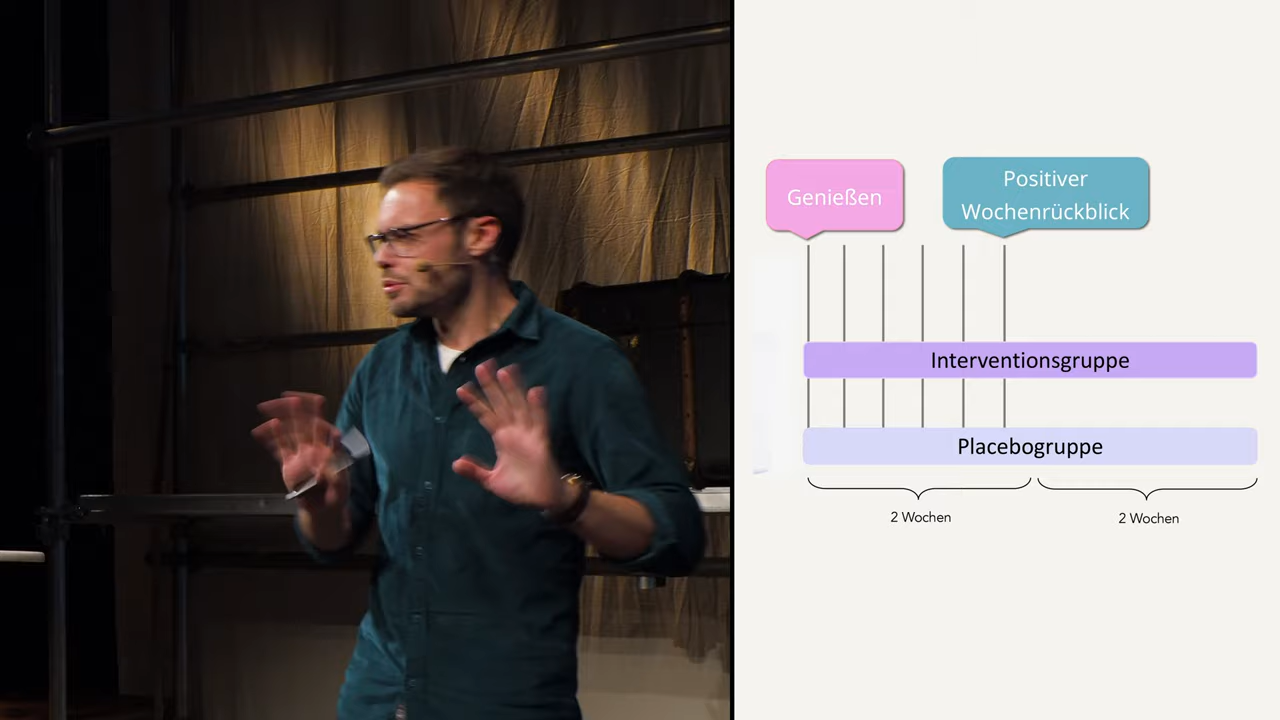 Genießen
Positiver
Wochenrückblick
Interventionsgruppe
Placebogruppe
2 Wochen
2 Wochen